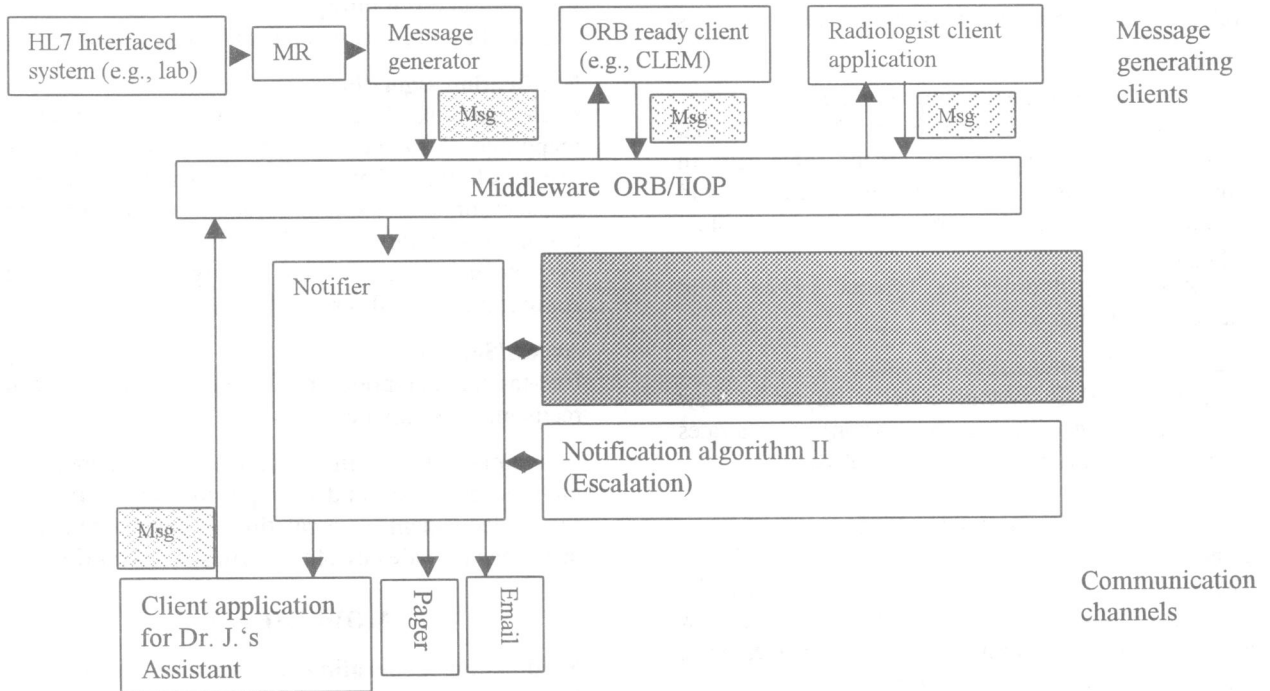 HL7 Interfaced
system (e.g., lab)
MR
Message
generator
ORB ready client
(e.g., CLEM)
Radiologist client
application
Message
generating
clients
Msg
Msg
Msg
Middleware ORB/IIOP
Notifier
Notification algorithm II
(Escalation)
Msg
Client application
for Dr. J.‘s
Assistant
Pager
Email
Communication
channels